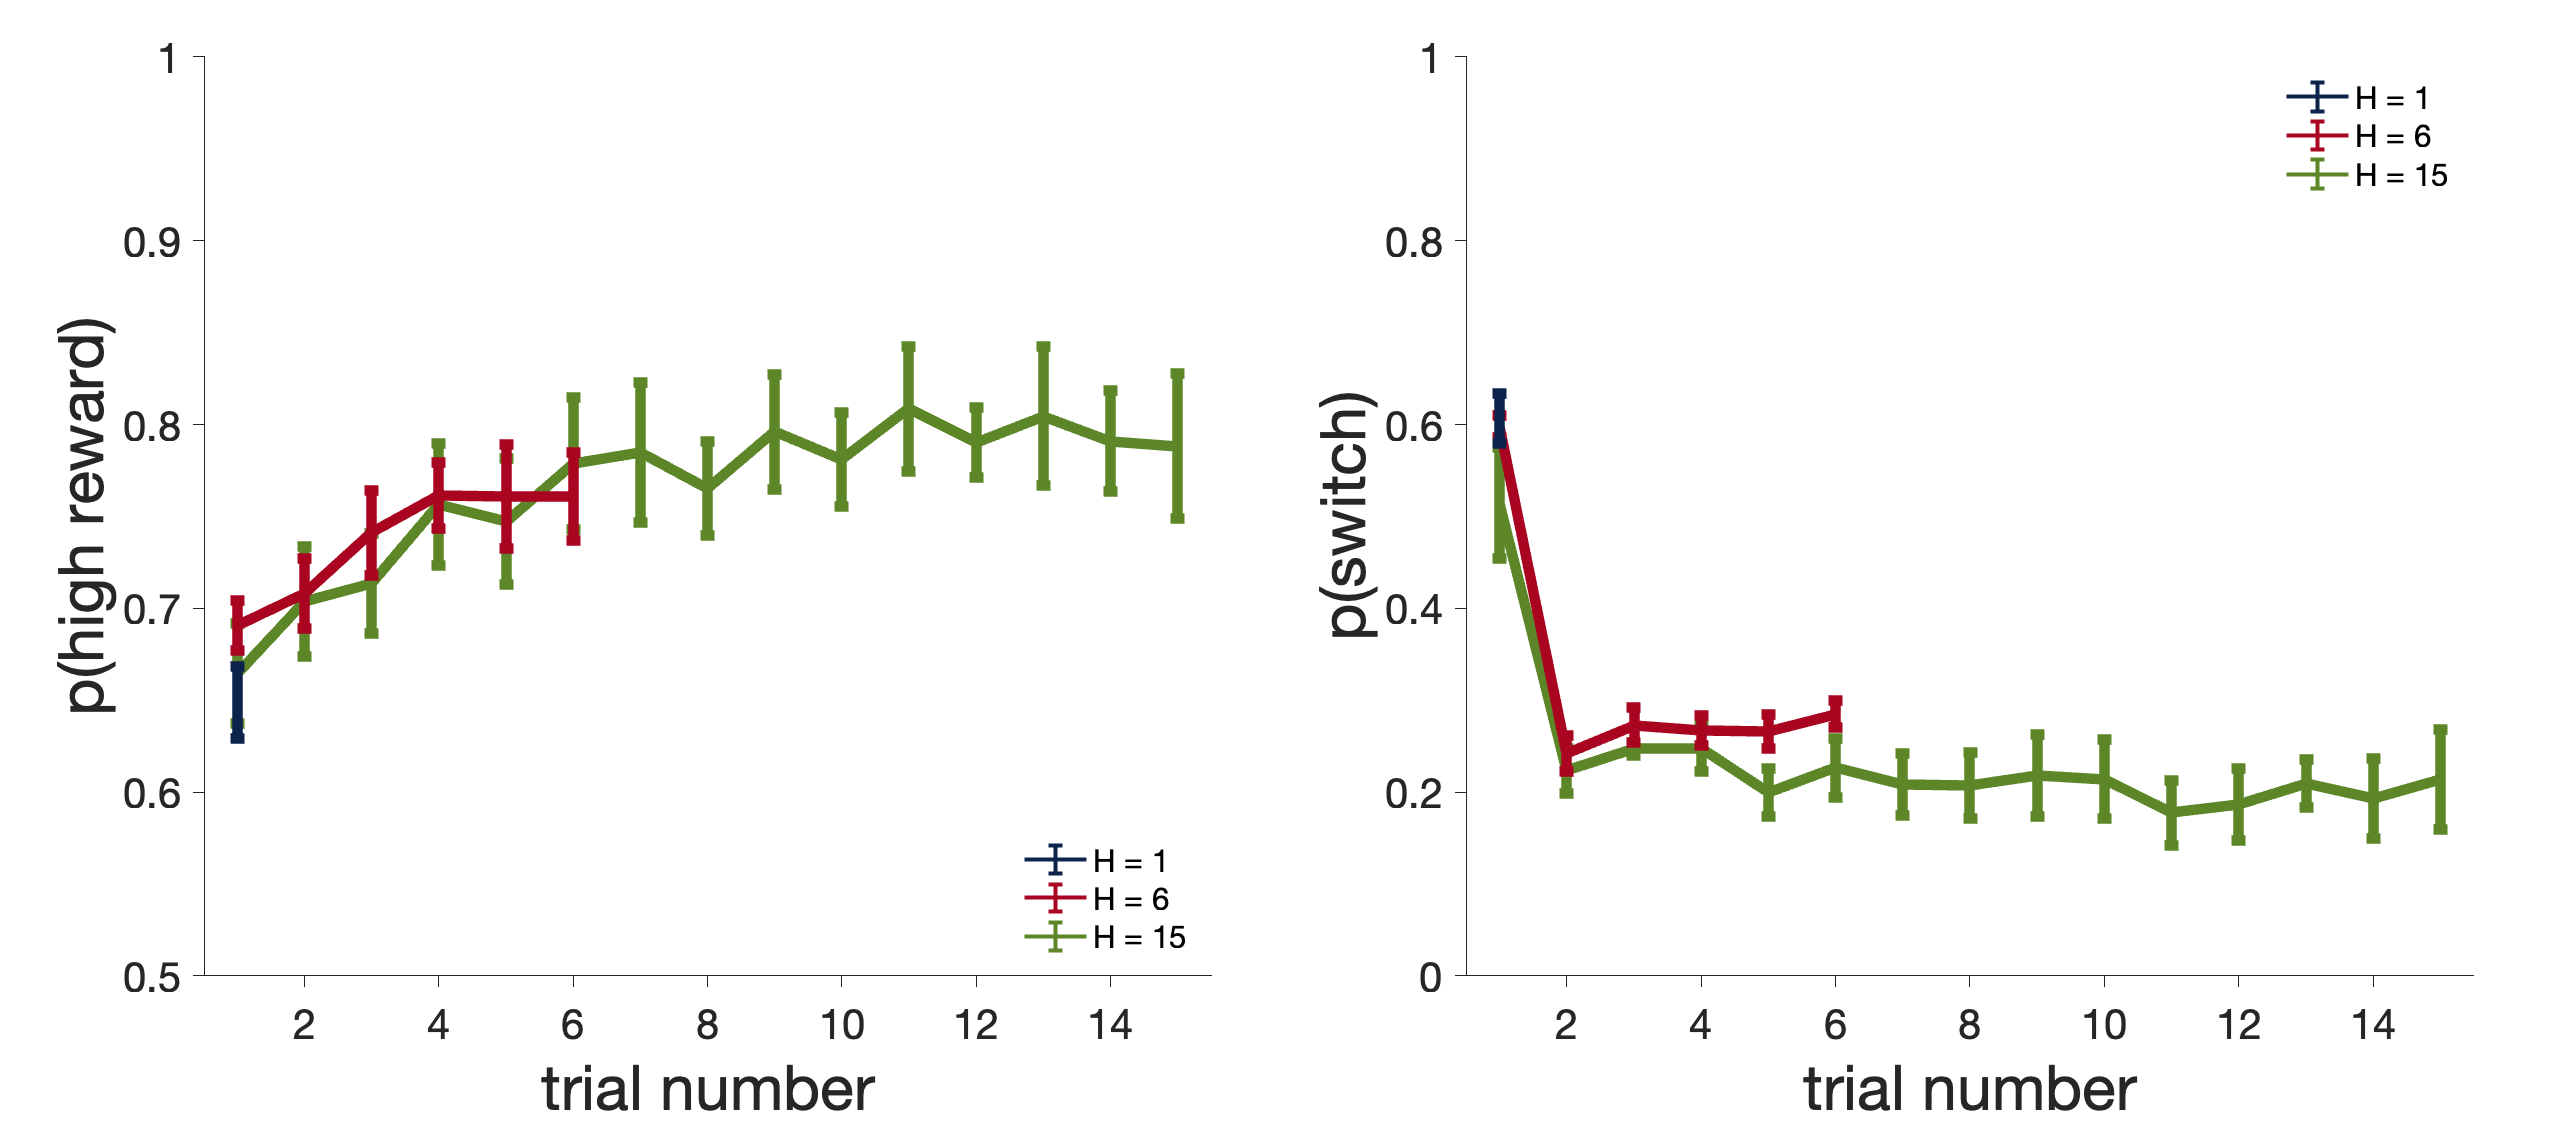 1
0.9
0.8
0.7
0.6
0.5
p(high reward)
2 4 6 8 10 12 14
trial number
H = 1
H = 6
H = 15
1
0.8
0.6
0.4
0.2
0
p(switch)
2 4 6 8 10 12 14
trial number
H = 1
H = 6
H = 15